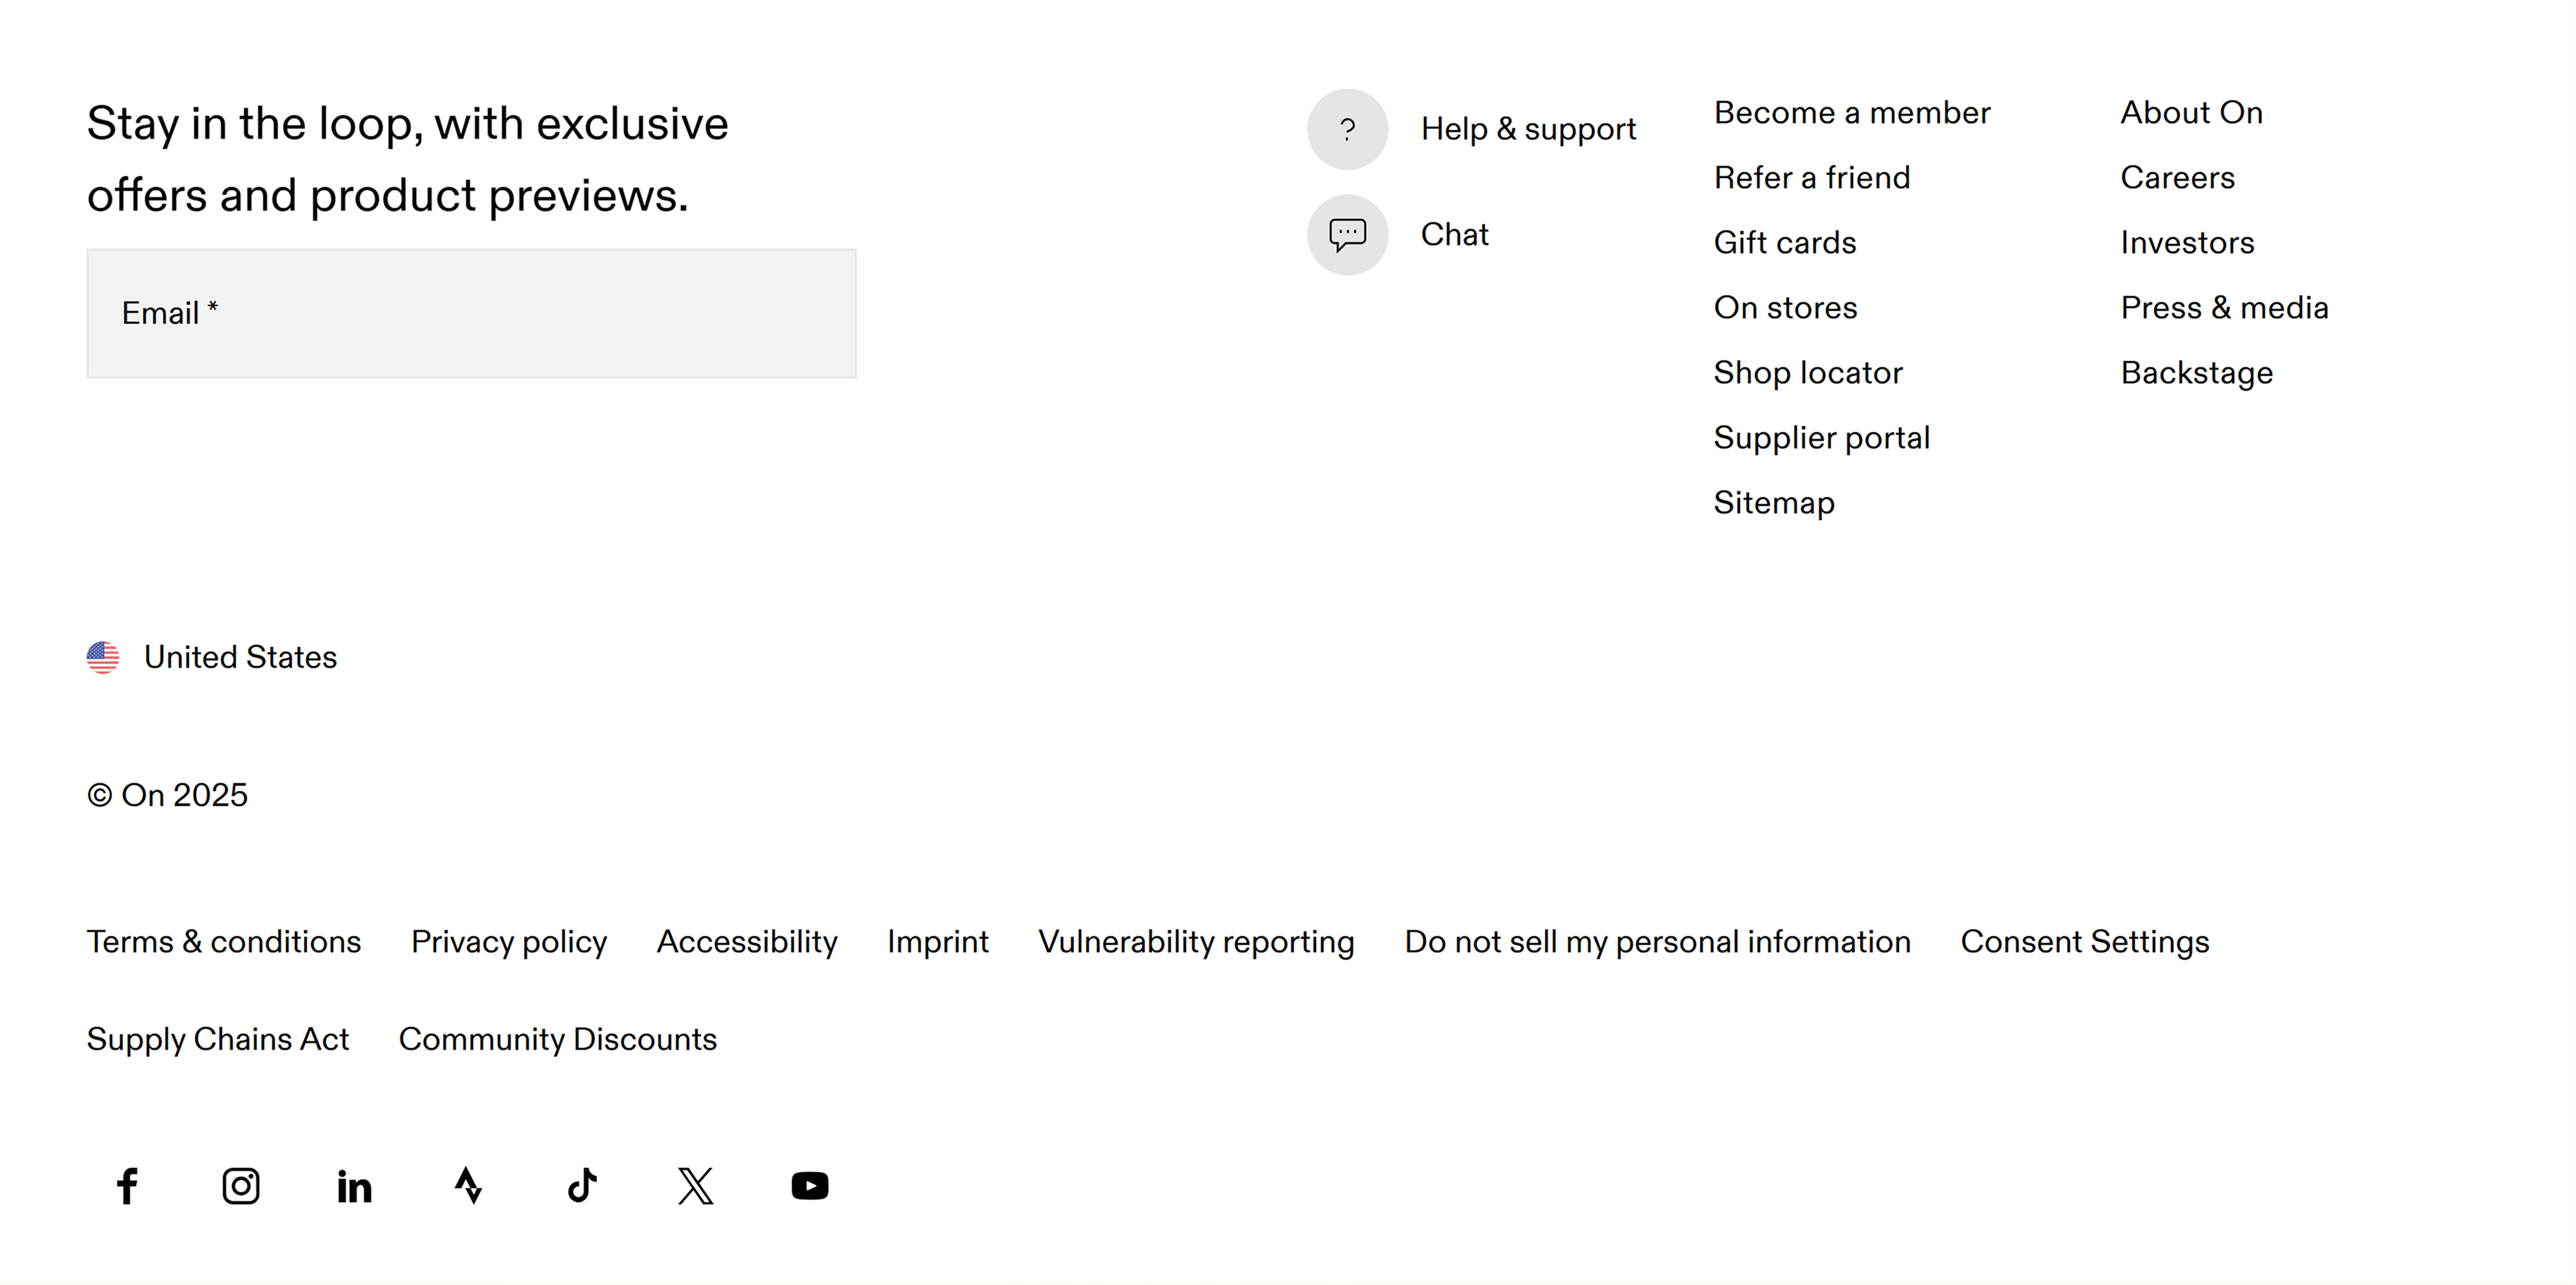 Stay in the loop, with exclusive
offers and product previews.
Email *
? Help & support
Chat
Become a member
Refer a friend
Gift cards
On stores
Shop locator
Supplier portal
Sitemap
About On
Careers
Investors
Press & media
Backstage
United States
© On 2025
Terms & conditions Privacy policy Accessibility Imprint Vulnerability reporting Do not sell my personal information Consent Settings
Supply Chains Act Community Discounts